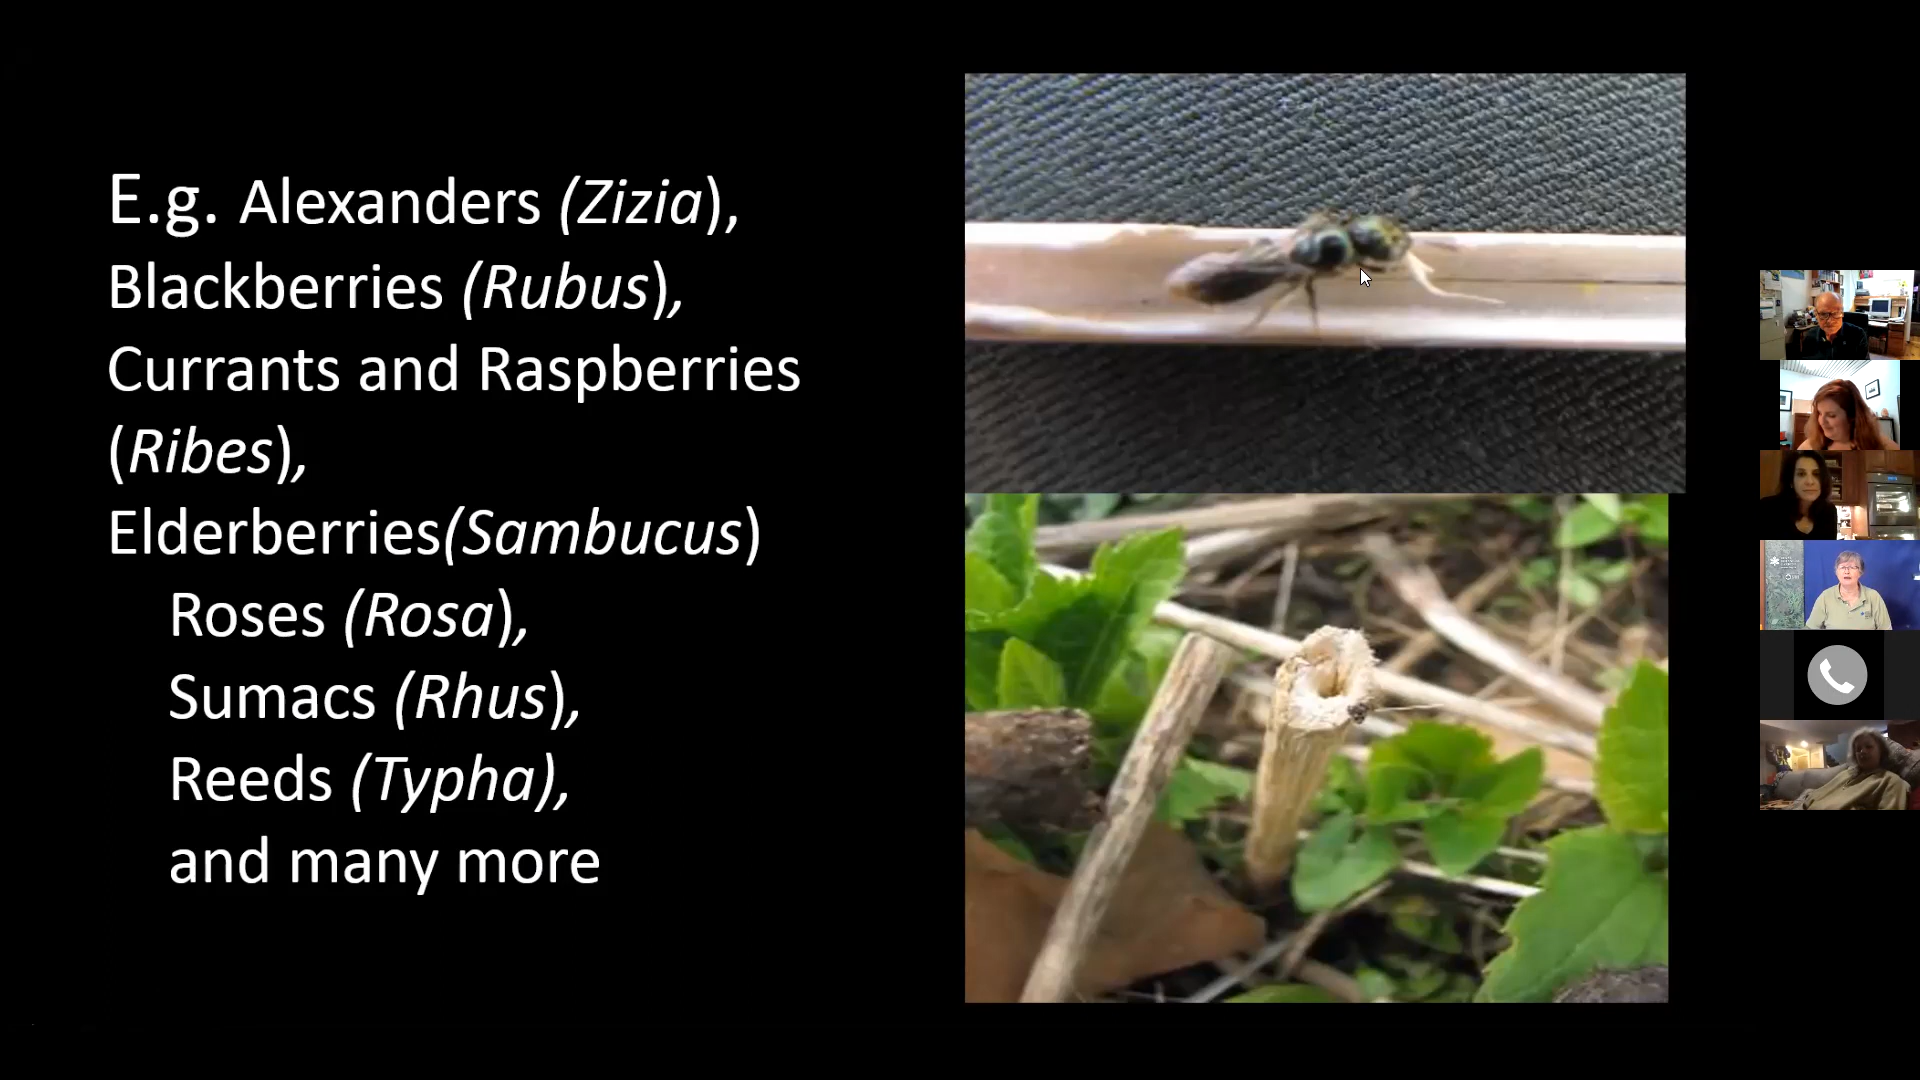 E.g. Alexanders (Zizia),
Blackberries (Rubus),
Currants and Raspberries
(Ribes),
Elderberries(Sambucus)
Roses (Rosa),
Sumacs (Rhus),
Reeds (Typha),
and many more